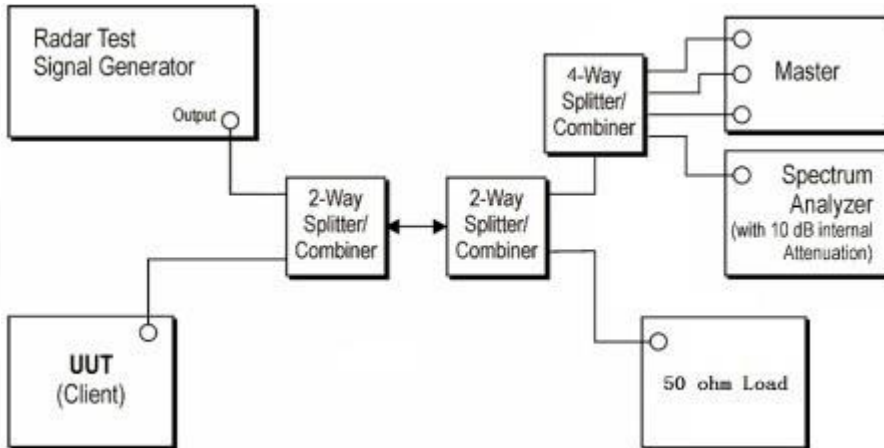 Radar Test
Signal Generator
Output
4-Way
Splitter/
Combiner
Master
Spectrum
Analyzer
(with 10 dB internal
Attenuation)
2-Way
Splitter/
Combiner
2-Way
Splitter/
Combiner
UUT
(Client)
50 ohm Load